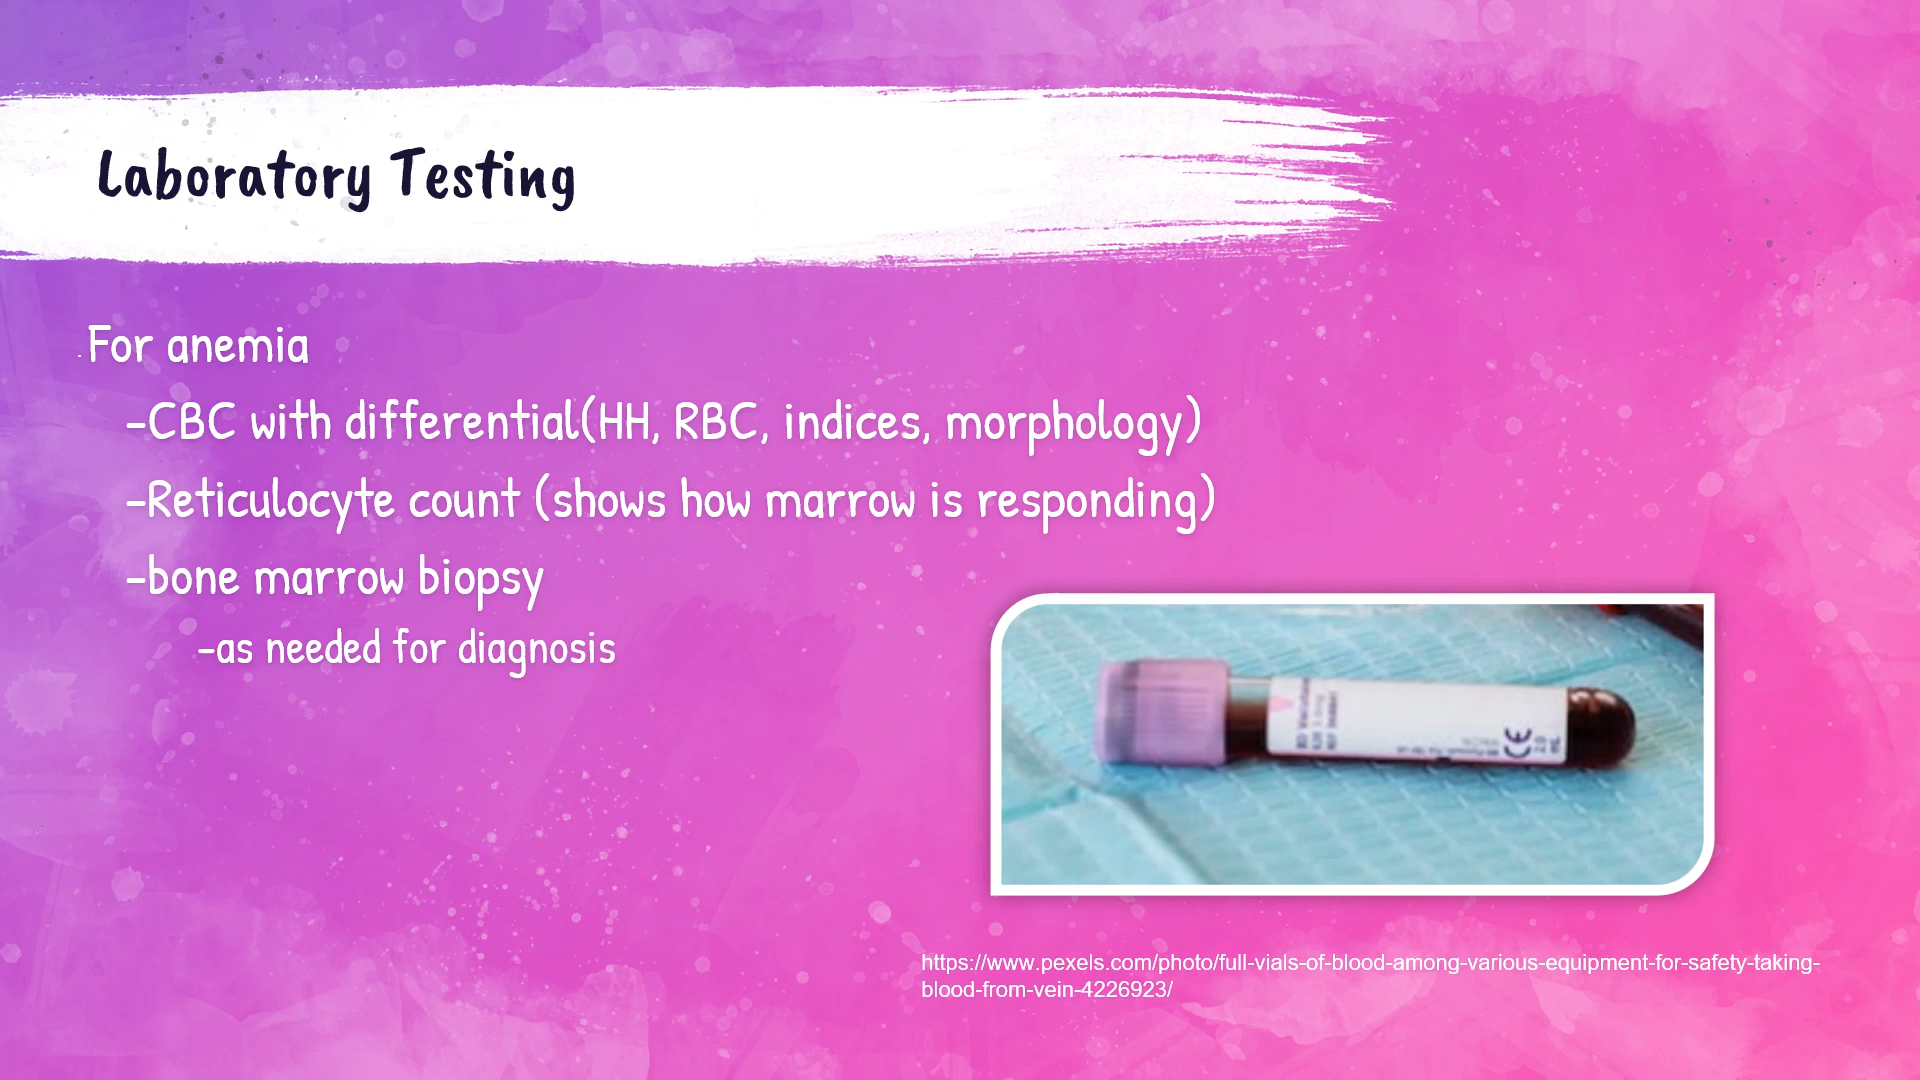 Laboratory Testing
For anemia
-CBC with differential(HH, RBC, indices, morphology)
-Reticulocyte count (shows how marrow is responding)
-bone marrow biopsy
-as needed for diagnosis
CE
https://www.pexels.com/photo/full-vials-of-blood-among-various-equipment-for-safety-taking-
blood-from-vein-4226923/